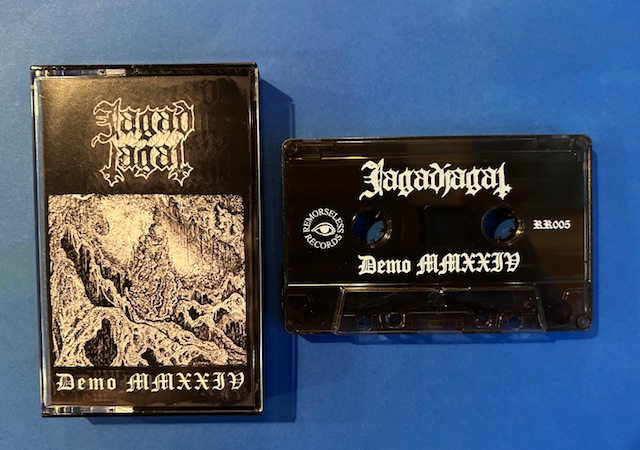 Jagad
Jagat
Demo MMXXIV
Jagadjagat
REMORSELESS
RECORDS
RR005
Demo MMXXIV